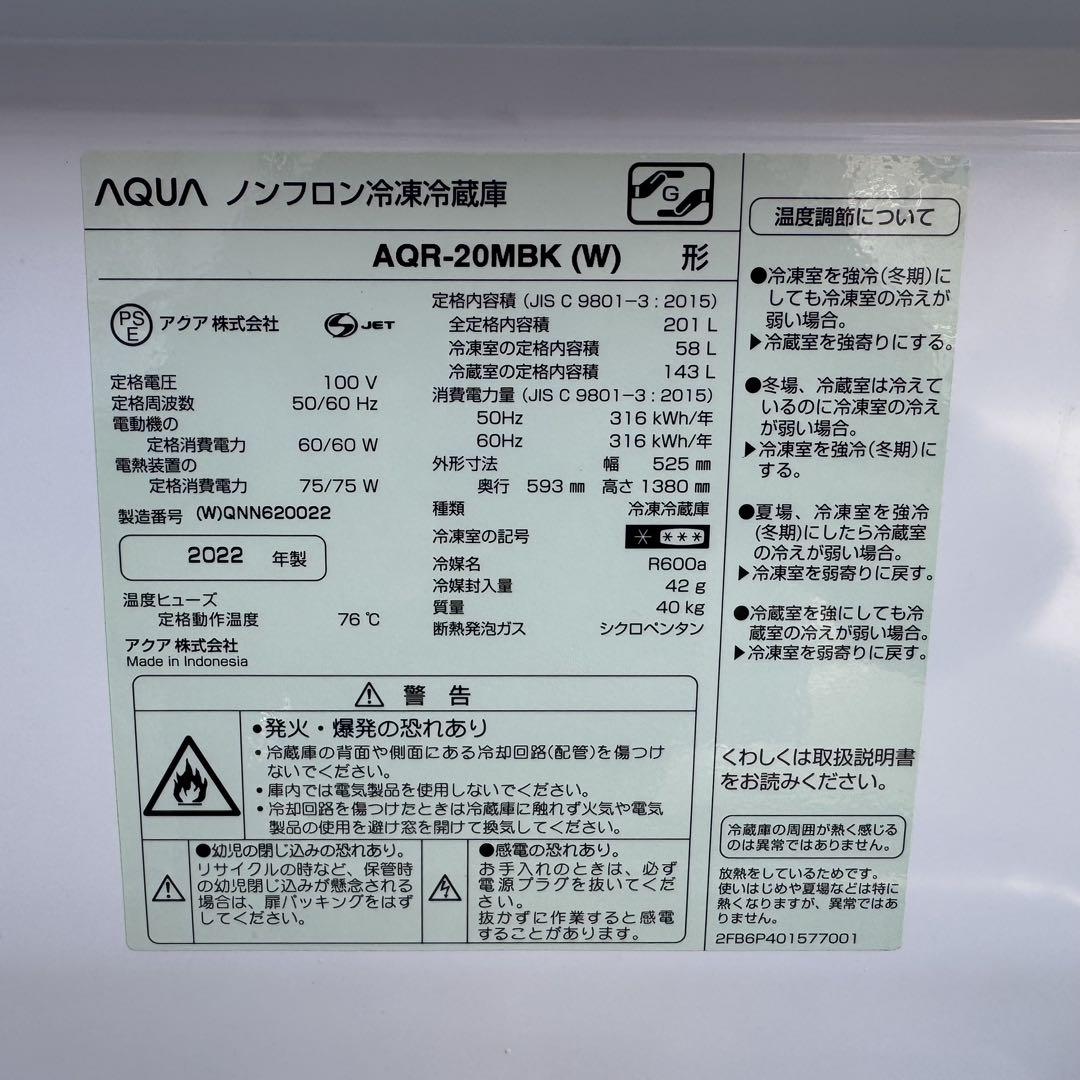 AQUA ノンフロン冷凍冷蔵庫
G
AQR-20MBK (W) 形
PS
E
アクア 株式会社
S JET
定格電圧 100 V
定格周波数 50/60 Hz
電動機の
定格消費電力 60/60 W
電熱装置の
定格消費電力 75/75 W
製造番号 (W)QNN620022
2022 年製
温度ヒューズ
定格動作温度 76 ℃
アクア 株式会社
Made in Indonesia
定格内容積 (JIS C 9801-3 : 2015)
全定格内容積 201 L
冷凍室の定格内容積 58 L
冷蔵室の定格内容積 143 L
消費電力量 (JIS C 9801-3 : 2015)
50Hz 316 kWh/年
60Hz 316 kWh/年
外形寸法 幅 525 ㎜
奥行 593 ㎜ 高さ 1380 ㎜
種類 冷凍冷蔵庫
冷凍室の記号 * ***
冷媒名 R600a
冷媒封入量 42 g
質量 40 kg
断熱発泡ガス シクロペンタン
⚠ 警告
●発火・爆発の恐れあり
・冷蔵庫の背面や側面にある冷却回路(配管)を傷つけ
ないでください。
・庫内では電気製品を使用しないでください。
・冷却回路を傷つけたときは冷蔵庫に触れず火気や電気
製品の使用を避け窓を開けて換気してください。
●幼児の閉じ込みの恐れあり。
リサイクルの時など、保管時
の幼児閉じ込みが懸念される
場合は、扉パッキングをはず
してください。
●感電の恐れあり。
お手入れのときは、必ず
電源プラグを抜いてくだ
さい。
抜かずに作業すると感電
することがあります。
温度調節について
●冷凍室を強冷(冬期)に
しても冷凍室の冷えが
弱い場合。
▶冷蔵室を強寄りにする。
●冬場、冷蔵室は冷えて
いるのに冷凍室の冷え
が弱い場合。
▶冷凍室を強冷(冬期)に
する。
●夏場、冷凍室を強冷
(冬期)にしたら冷蔵室
の冷えが弱い場合。
▶冷凍室を弱寄りに戻す。
●冷蔵室を強にしても冷
蔵室の冷えが弱い場合。
▶冷凍室を弱寄りに戻す。
くわしくは取扱説明書
をお読みください。
冷蔵庫の周囲が熱く感じる
のは異常ではありません。
放熱をしているためです。
使いはじめや夏場などは特に
熱くなりますが、異常ではあ
りません。
2FB6P401577001